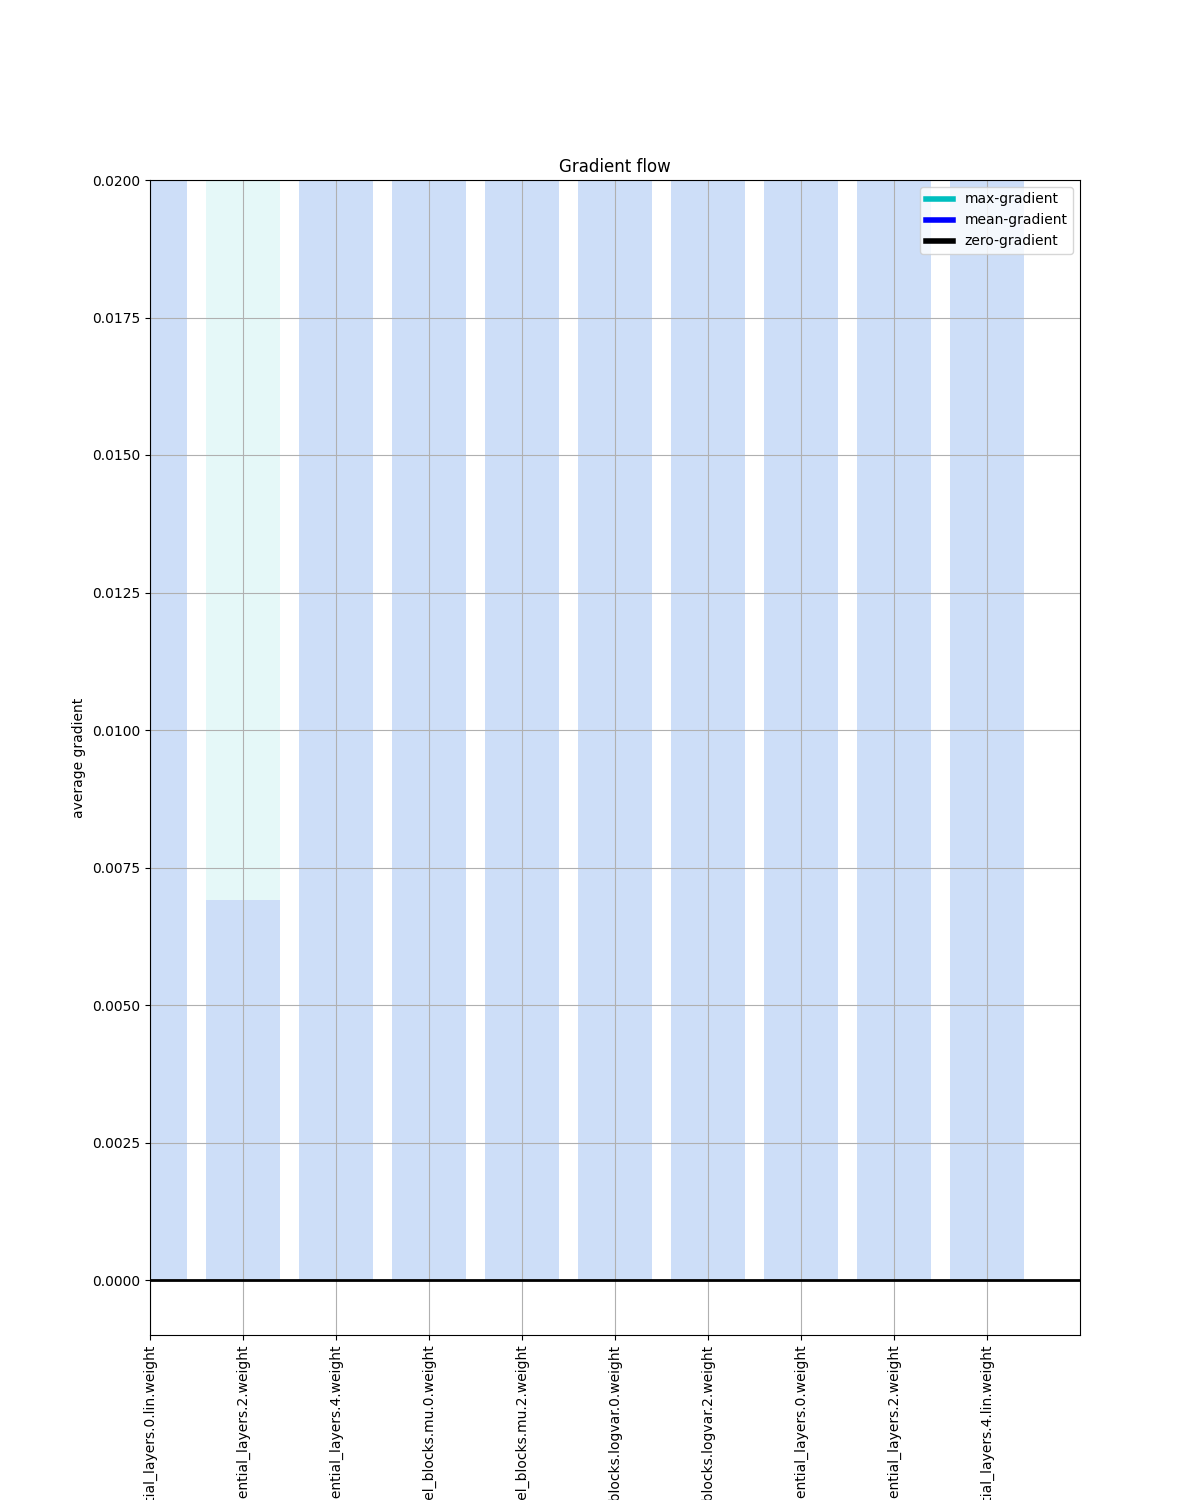 Gradient flow
max-gradient
mean-gradient
zero-gradient
0.0200
0.0175
0.0150
0.0125
0.0100
0.0075
0.0050
0.0025
0.0000
average gradient
tial_layers.0.lin.weight
ential_layers.2.weight
ential_layers.4.weight
el_blocks.mu.0.weight
el_blocks.mu.2.weight
blocks.logvar.0.weight
blocks.logvar.2.weight
ential_layers.0.weight
ential_layers.2.weight
tial_layers.4.lin.weight